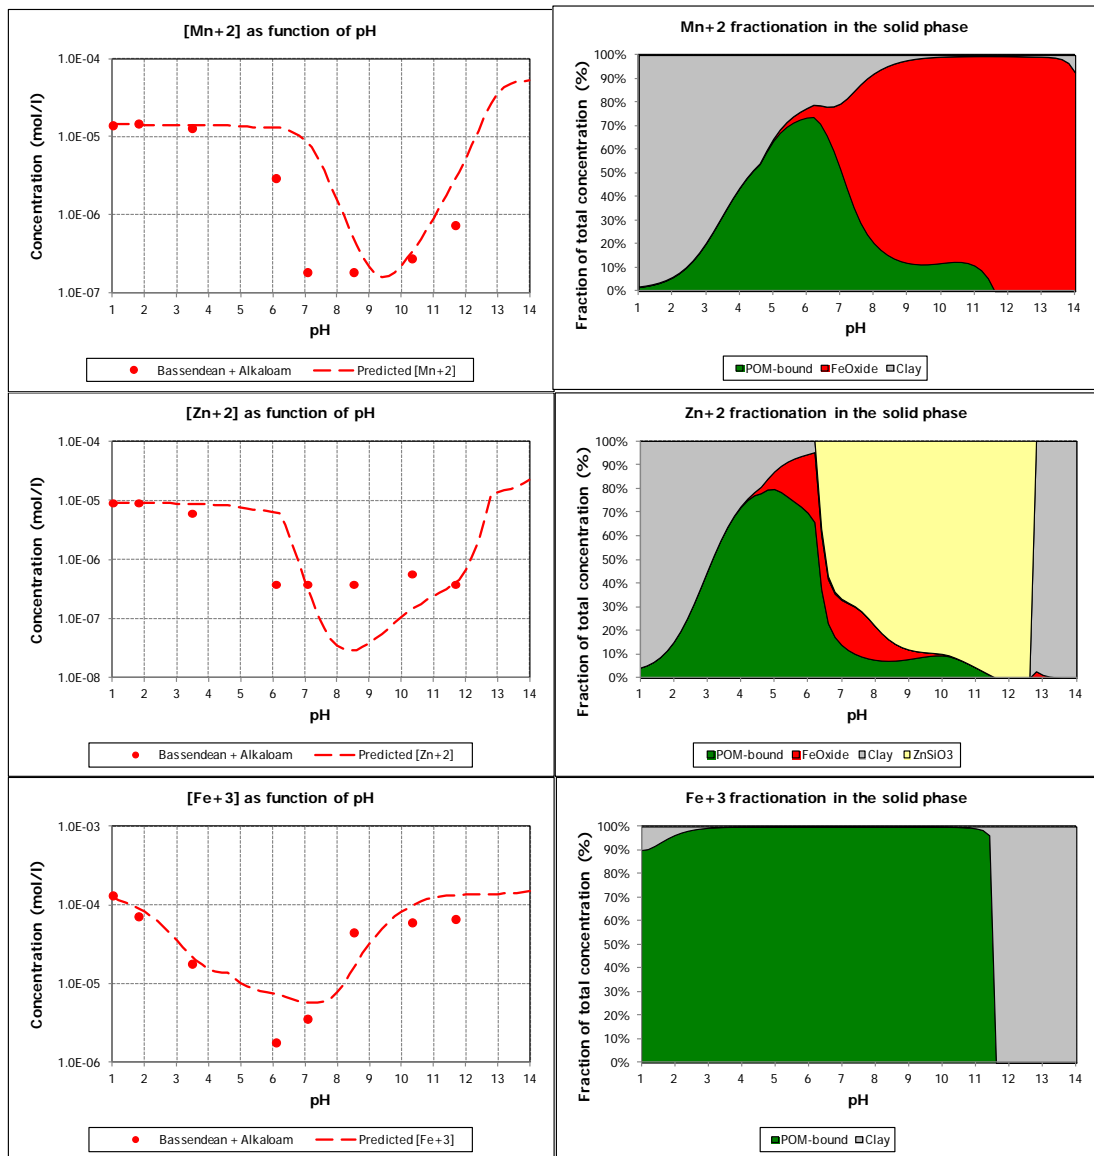 [Mn+2] as function of pH
Concentration (mol/l)
1.0E-04
1.0E-05
1.0E-06
1.0E-07
1 2 3 4 5 6 7 8 9 10 11 12 13 14
pH
Bassendean + Alkaloam Predicted [Mn+2]
Mn+2 fractionation in the solid phase
Fraction of total concentration (%)
100%
90%
80%
70%
60%
50%
40%
30%
20%
10%
0%
1 2 3 4 5 6 7 8 9 10 11 12 13 14
pH
POM-bound FeOxide Clay
[Zn+2] as function of pH
Concentration (mol/l)
1.0E-04
1.0E-05
1.0E-06
1.0E-07
1.0E-08
1 2 3 4 5 6 7 8 9 10 11 12 13 14
pH
Bassendean + Alkaloam Predicted [Zn+2]
Zn+2 fractionation in the solid phase
Fraction of total concentration (%)
100%
90%
80%
70%
60%
50%
40%
30%
20%
10%
0%
1 2 3 4 5 6 7 8 9 10 11 12 13 14
pH
POM-bound FeOxide Clay ZnSiO3
[Fe+3] as function of pH
Concentration (mol/l)
1.0E-03
1.0E-04
1.0E-05
1.0E-06
1 2 3 4 5 6 7 8 9 10 11 12 13 14
pH
Bassendean + Alkaloam Predicted [Fe+3]
Fe+3 fractionation in the solid phase
Fraction of total concentration (%)
100%
90%
80%
70%
60%
50%
40%
30%
20%
10%
0%
1 2 3 4 5 6 7 8 9 10 11 12 13 14
pH
POM-bound Clay